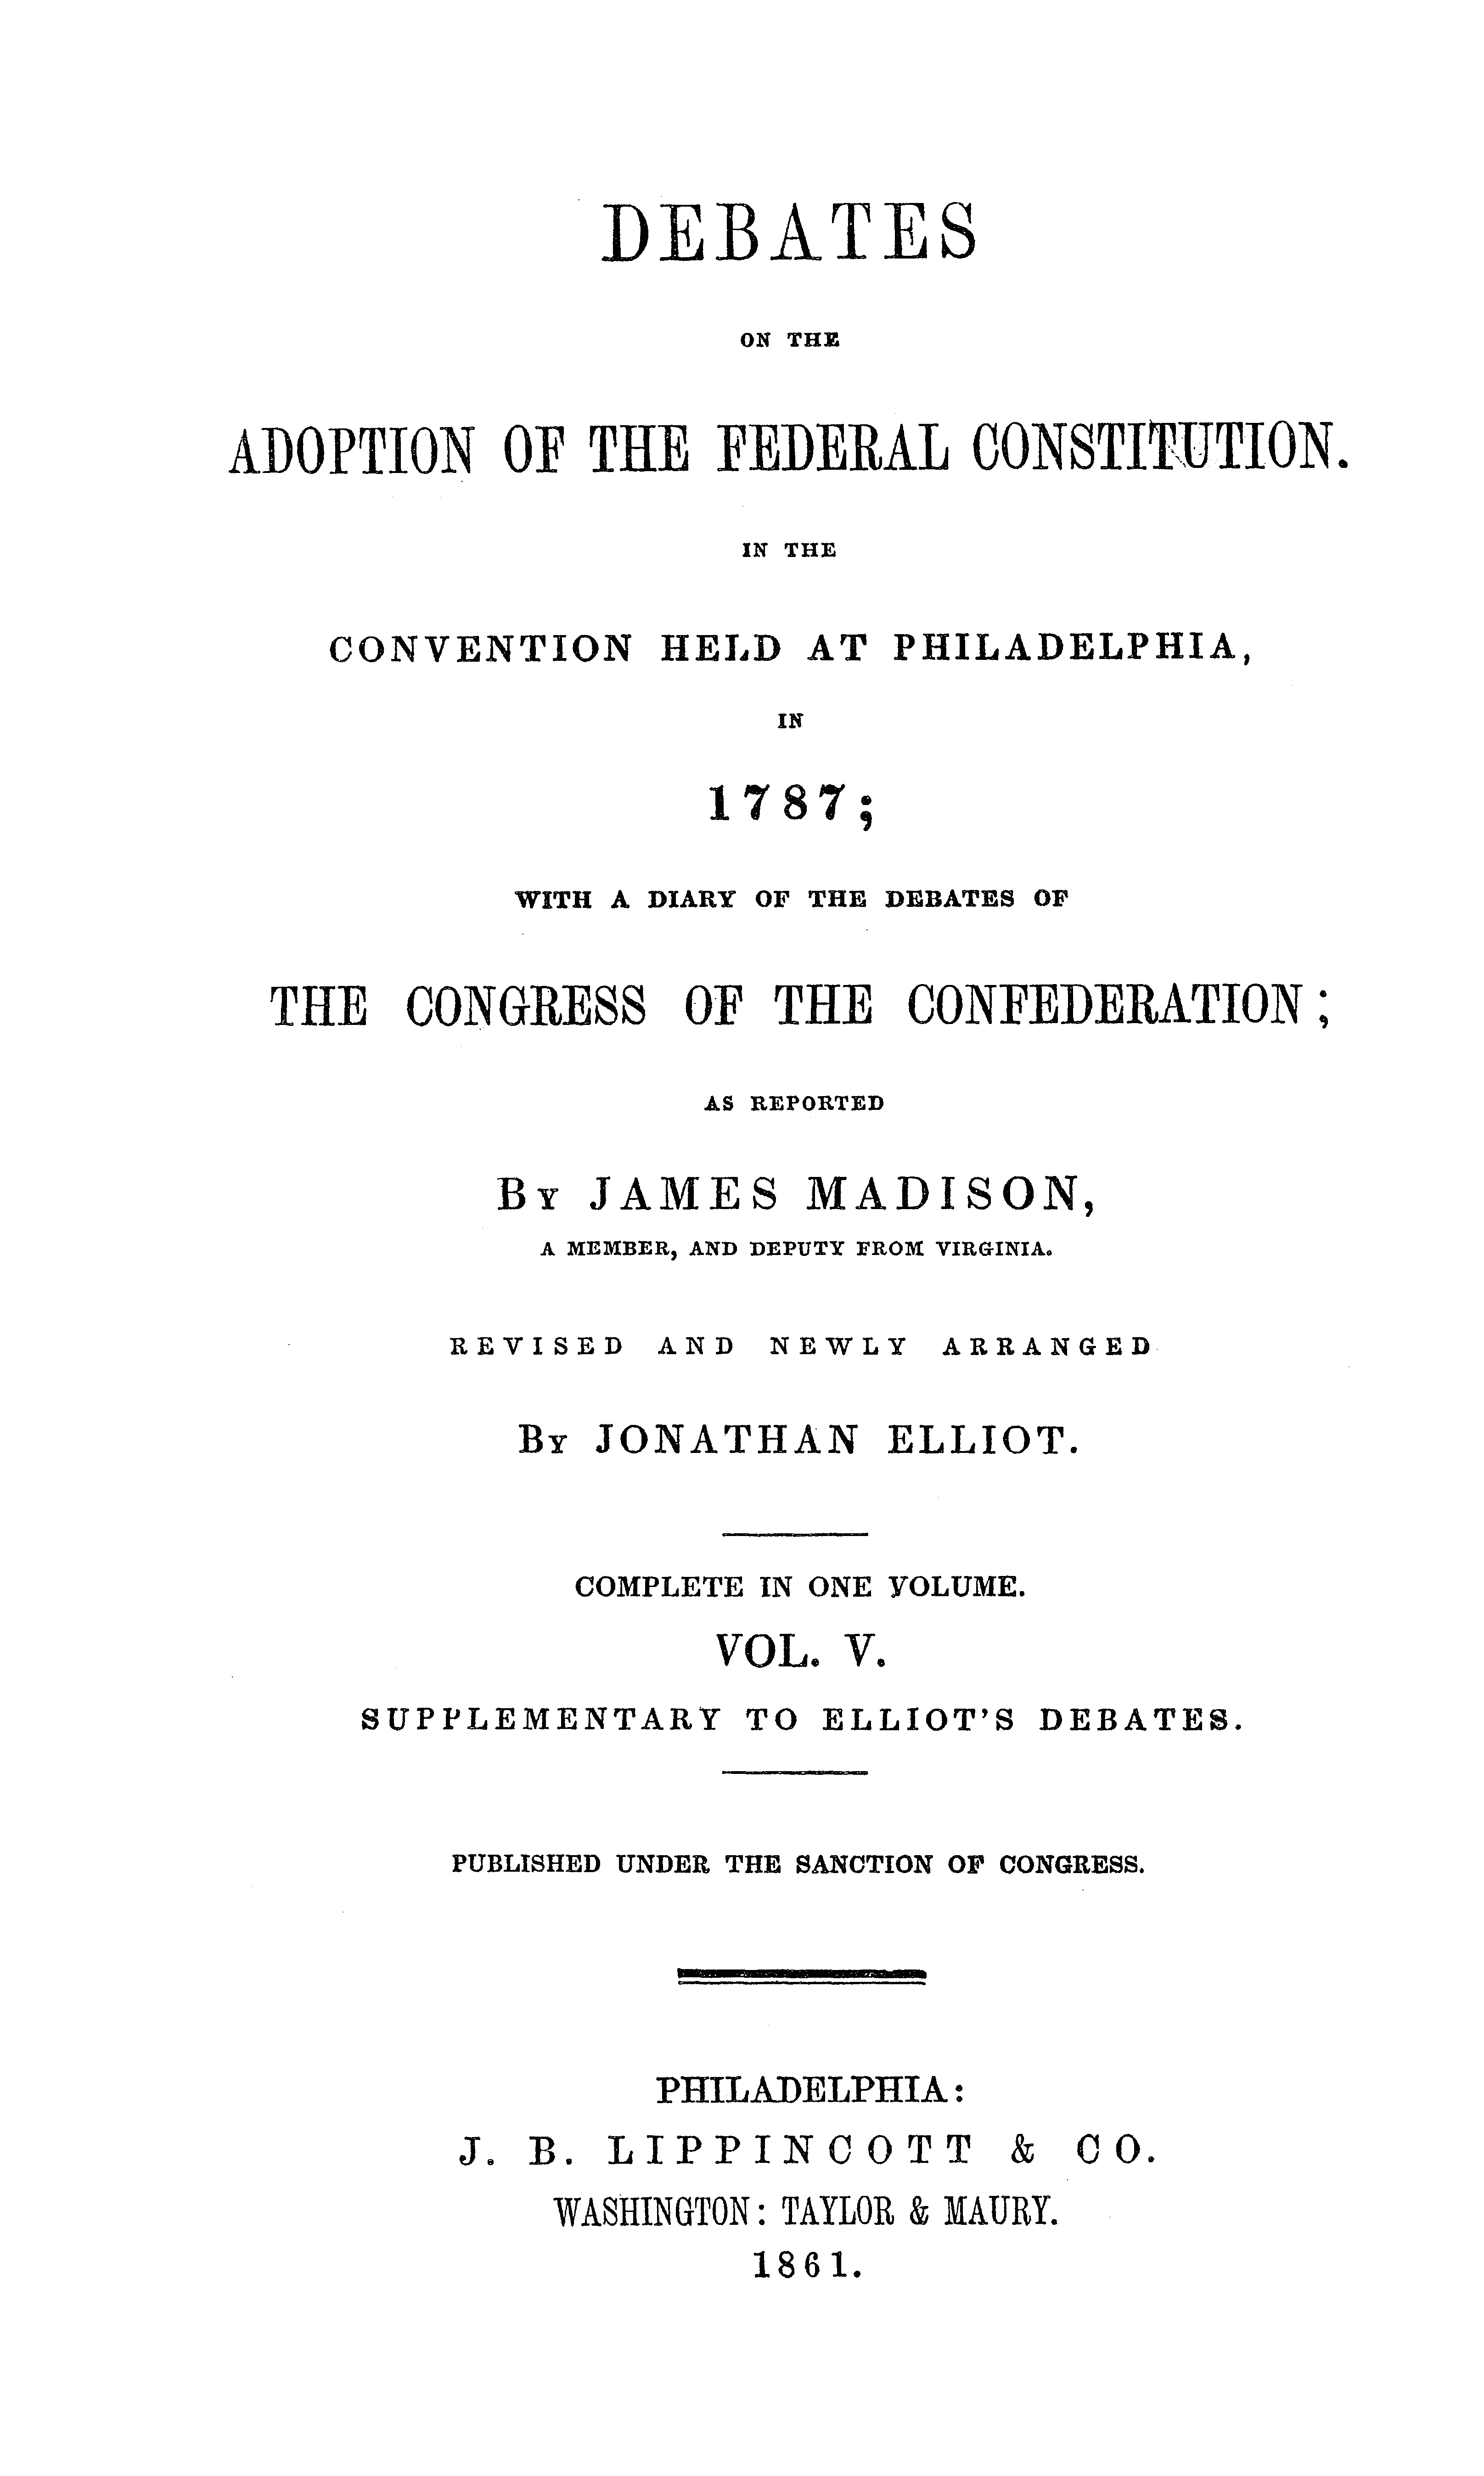 DEBATES
ON THE
ADOPTION OF THE FEDERAL CONSTITUTION.
IN THE
CONVENTION HELD AT PHILADELPHIA,
IN
1787;
WITH A DIARY OF THE DEBATES OF
THE CONGRESS OF THE CONFEDERATION;
AS REPORTED
BY JAMES MADISON,
A MEMBER, AND DEPUTY FROM VIRGINIA.
REVISED AND NEWLY ARRANGED
BY JONATHAN ELLIOT.
COMPLETE IN ONE VOLUME.
VOL. V.
SUPPLEMENTARY TO ELLIOT'S DEBATES.
PUBLISHED UNDER THE SANCTION OF CONGRESS.
PHILADELPHIA:
J. B. LIPPINCOTT & CO.
WASHINGTON: TAYLOR & MAURY.
1861.